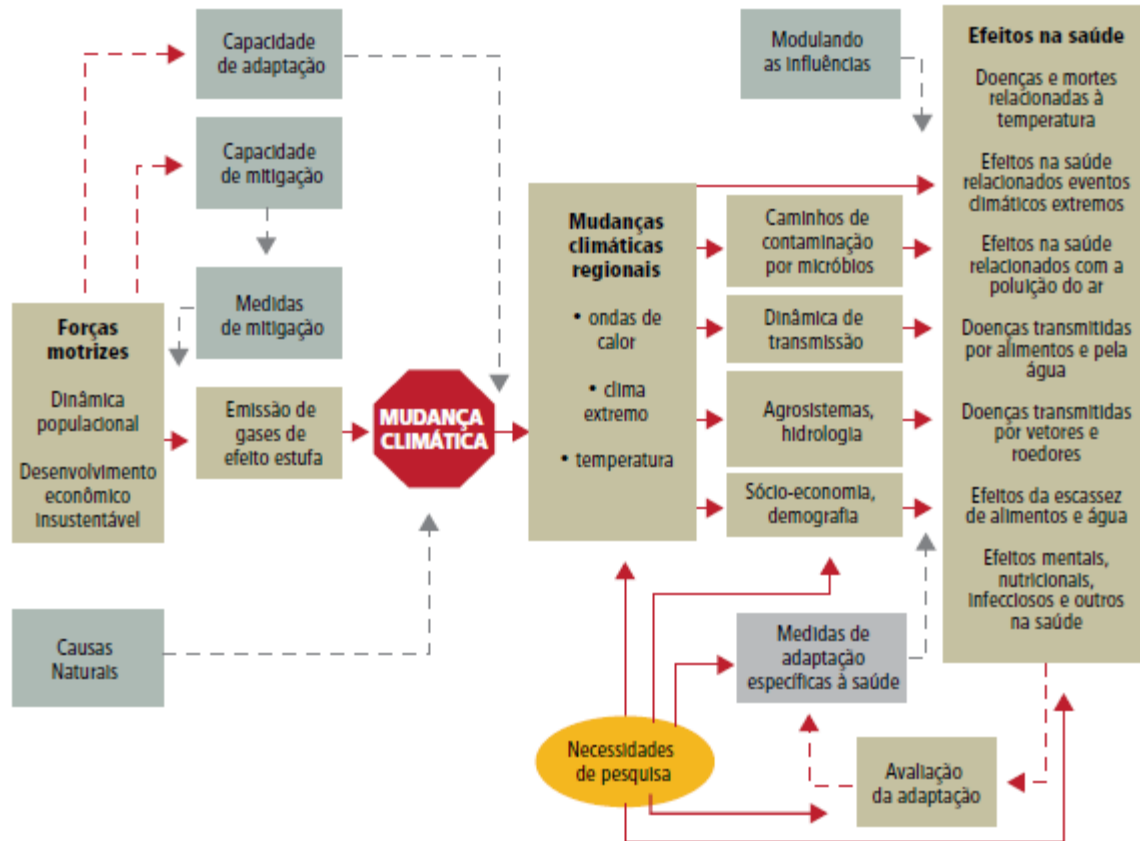 Capacidade
de adaptação
Capacidade
de mitigação
Medidas
de mitigação
Forças
motrizes
Dinâmica
populacional
Desenvolvimento
econômico
insustentável
Emissão de
gases de
efeito estufa
MUDANÇA
CLIMÁTICA
Causas
Naturais
Mudanças
climáticas
regionais
• ondas de
calor
• clima
extremo
• temperatura
Modulando
as influências
Caminhos de
contaminação
por micróbios
Dinâmica de
transmissão
Agrosistemas,
hidrologia
Sócio-economia,
demografia
Medidas de
adaptação
específicas à saúde
Necessidades
de pesquisa
Avaliação
da adaptação
Efeitos na saúde
Doenças e mortes
relacionadas à
temperatura
Efeitos na saúde
relacionados eventos
climáticos extremos
Efeitos na saúde
relacionados com a
poluição do ar
Doenças transmitidas
por alimentos e pela
água
Doenças transmitidas
por vetores e
roedores
Efeitos da escassez
de alimentos e água
Efeitos mentais,
nutricionais,
infecciosos e outros
na saúde